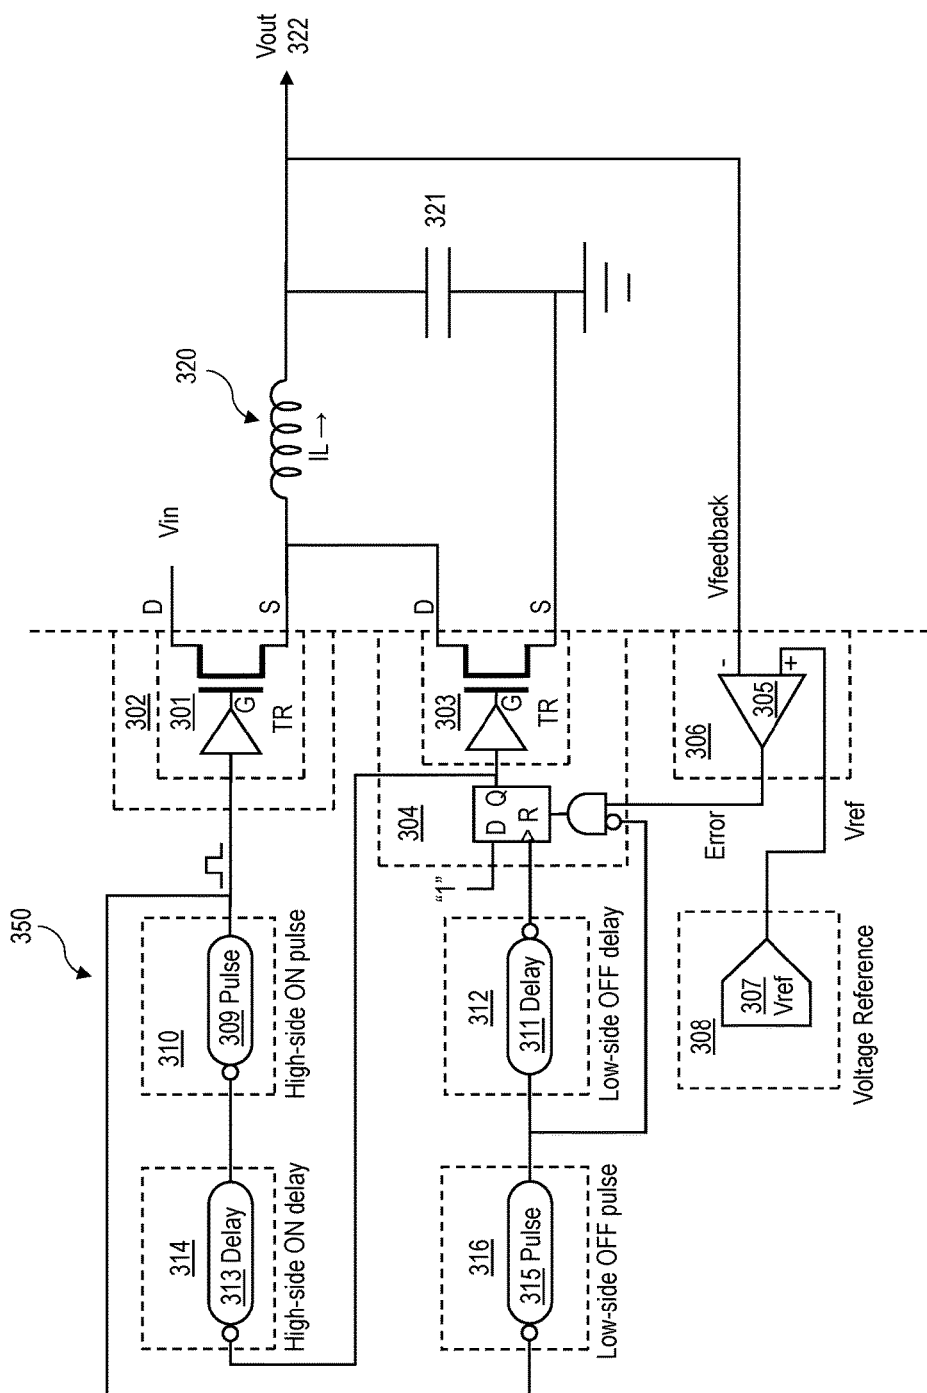 350
314
313 Delay
High-side ON delay
310
309 Pulse
High-side ON pulse
302
301
G
TR
D
S
Vin
320
IL →
Vout
322
321
316
315 Pulse
Low-side OFF pulse
312
311 Delay
Low-side OFF delay
"1"
304
D Q
R
303
G
TR
D
S
308
307
Vref
Voltage Reference
Error
Vref
306
305
-
+
Vfeedback